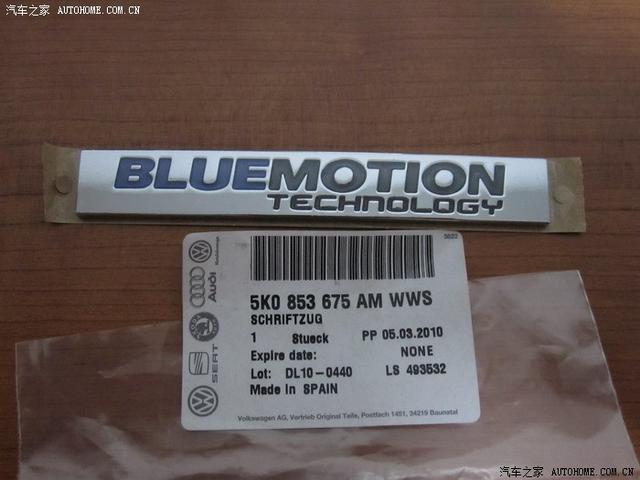 汽车之家 AUTOHOME.COM.CN
BLUEMOTION
TECHNOLOGY
5K0 853 675 AM WWS
SCHRIFTZUG
1 Stueck PP 05.03.2010
Expire date: NONE
Lot: DL10-0440 LS 493532
Made in SPAIN
Volkswagen AG, Vertrieb Original Teile, Postfach 1451, 34219 Baunatal
Audi
SEAT
汽车之家 AUTOHOME.COM.CN